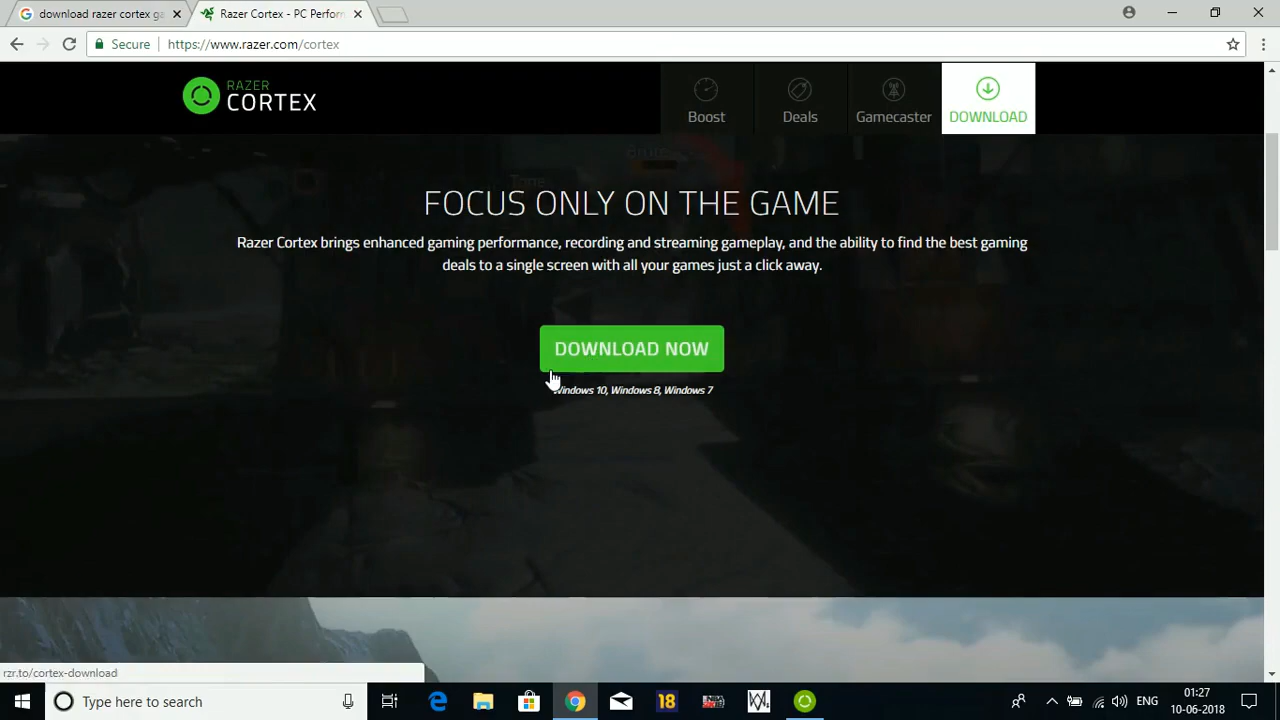 download razer cortex ga
Razer Cortex - PC Perform
Secure
https://www.razer.com/cortex
RAZER
CORTEX
Boost
Deals
Gamecaster
DOWNLOAD
FOCUS ONLY ON THE GAME
Razer Cortex brings enhanced gaming performance, recording and streaming gameplay, and the ability to find the best gaming
deals to a single screen with all your games just a click away.
DOWNLOAD NOW
Windows 10, Windows 8, Windows 7
rzr.to/cortex-download
Type here to search
18
ENG
01:27
10-06-2018